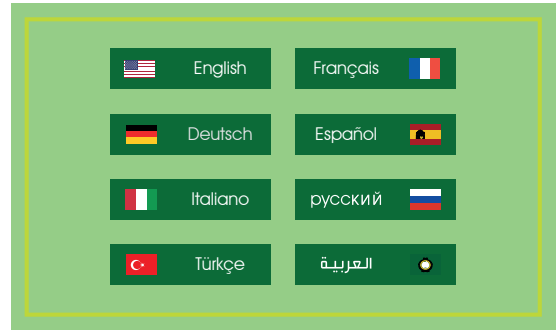 English
Français
Deutsch
Español
Italiano
русский
Türkçe
العربية